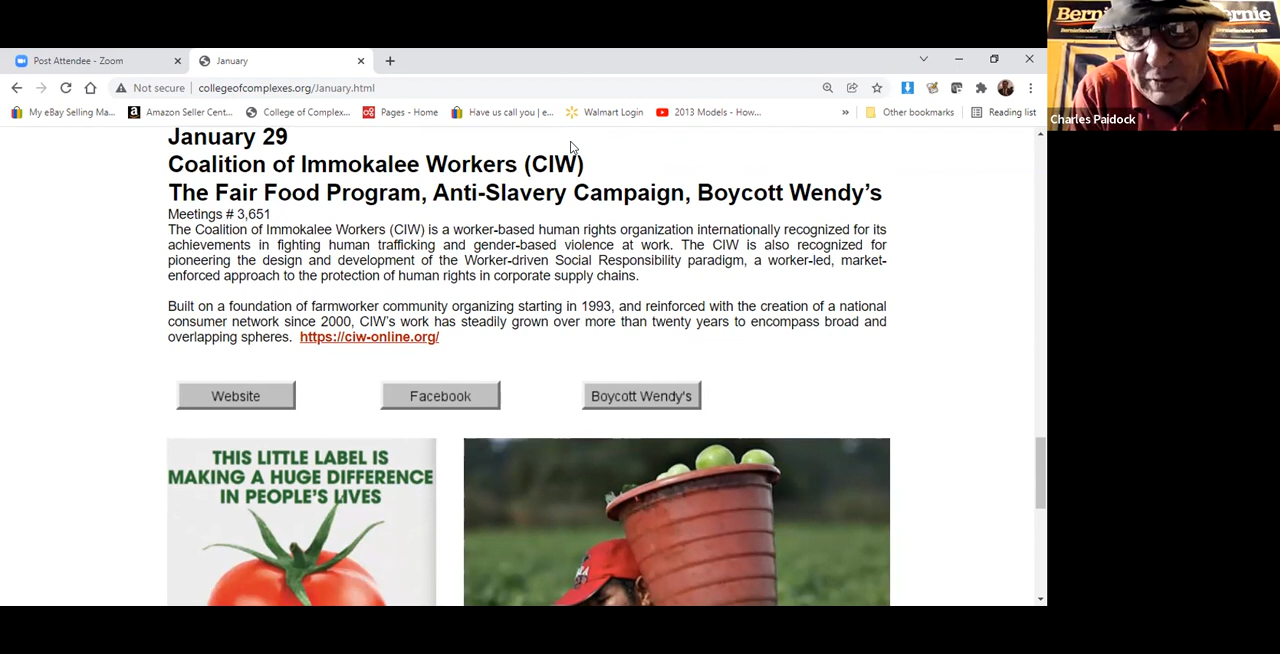 Bernie
BernieSanders.com
ernie
Sanders.com
Charles Paidock
Post Attendee - Zoom
January
Not secure
collegeofcomplexes.org/January.html
My eBay Selling Ma...
Amazon Seller Cent...
College of Complex...
Pages - Home
Have us call you | e...
Walmart Login
2013 Models - How...
Other bookmarks
Reading list
January 29
Coalition of Immokalee Workers (CIW)
The Fair Food Program, Anti-Slavery Campaign, Boycott Wendy's
Meetings # 3,651
The Coalition of Immokalee Workers (CIW) is a worker-based human rights organization internationally recognized for its
achievements in fighting human trafficking and gender-based violence at work. The CIW is also recognized for
pioneering the design and development of the Worker-driven Social Responsibility paradigm, a worker-led, market-
enforced approach to the protection of human rights in corporate supply chains.
Built on a foundation of farmworker community organizing starting in 1993, and reinforced with the creation of a national
consumer network since 2000, CIW's work has steadily grown over more than twenty years to encompass broad and
overlapping spheres. https://ciw-online.org/
Website
Facebook
Boycott Wendy's
THIS LITTLE LABEL IS
MAKING A HUGE DIFFERENCE
IN PEOPLE'S LIVES